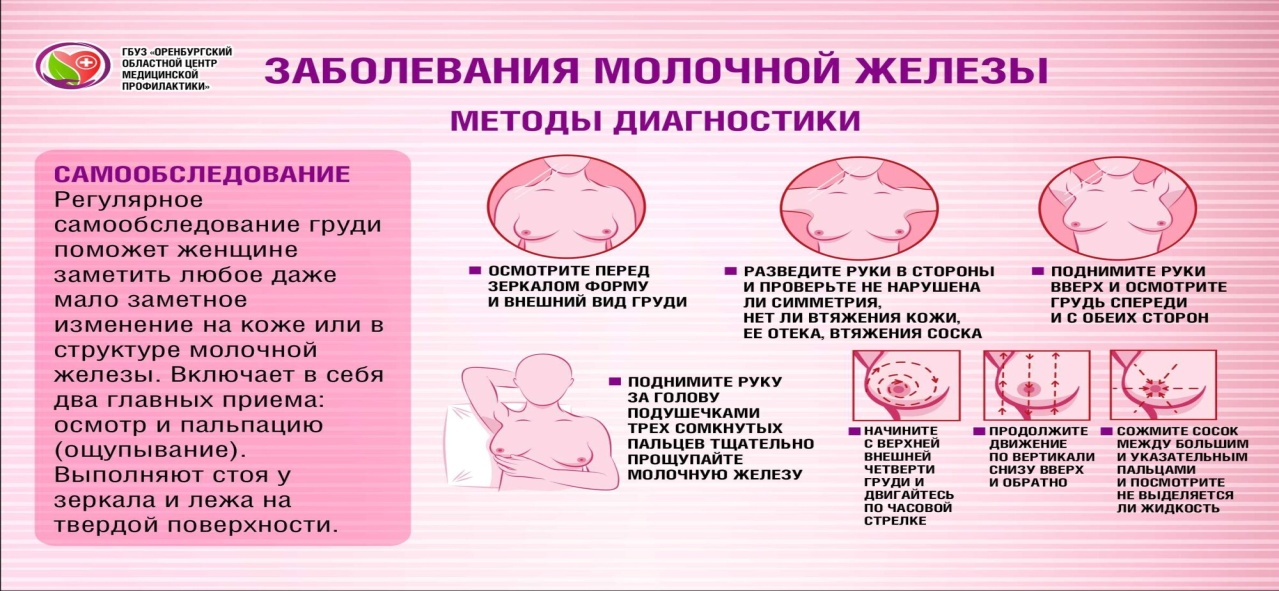 ГБУЗ «ОРЕНБУРГСКИЙ
ОБЛАСТНОЙ ЦЕНТР
МЕДИЦИНСКОЙ
ПРОФИЛАКТИКИ»
ЗАБОЛЕВАНИЯ МОЛОЧНОЙ ЖЕЛЕЗЫ
МЕТОДЫ ДИАГНОСТИКИ
САМООБСЛЕДОВАНИЕ
Регулярное
самообследование груди
поможет женщине
заметить любое даже
мало заметное
изменение на коже или в
структуре молочной
железы. Включает в себя
два главных приема:
осмотр и пальпацию
(ощупывание).
Выполняют стоя у
зеркала и лежа на
твердой поверхности.
ОСМОТРИТЕ ПЕРЕД
ЗЕРКАЛОМ ФОРМУ
И ВНЕШНИЙ ВИД ГРУДИ
РАЗВЕДИТЕ РУКИ В СТОРОНЫ
И ПРОВЕРЬТЕ НЕ НАРУШЕНА
ЛИ СИММЕТРИЯ,
НЕТ ЛИ ВТЯЖЕНИЯ КОЖИ,
ЕЕ ОТЕКА, ВТЯЖЕНИЯ СОСКА
ПОДНИМИТЕ РУКИ
ВВЕРХ И ОСМОТРИТЕ
ГРУДЬ СПЕРЕДИ
И С ОБЕИХ СТОРОН
ПОДНИМИТЕ РУКУ
ЗА ГОЛОВУ
ПОДУШЕЧКАМИ
ТРЕХ СОМКНУТЫХ
ПАЛЬЦЕВ ТЩАТЕЛЬНО
ПРОЩУПАЙТЕ
МОЛОЧНУЮ ЖЕЛЕЗУ
НАЧИНИТЕ
С ВЕРХНЕЙ
ВНЕШНЕЙ
ЧЕТВЕРТИ
ГРУДИ И
ДВИГАЙТЕСЬ
ПО ЧАСОВОЙ
СТРЕЛКЕ
ПРОДОЛЖИТЕ
ДВИЖЕНИЕ
ПО ВЕРТИКАЛИ
СНИЗУ ВВЕРХ
И ОБРАТНО
СОЖМИТЕ СОСОК
МЕЖДУ БОЛЬШИМ
И УКАЗАТЕЛЬНЫМ
ПАЛЬЦАМИ
И ПОСМОТРИТЕ
НЕ ВЫДЕЛЯЕТСЯ
ЛИ ЖИДКОСТЬ